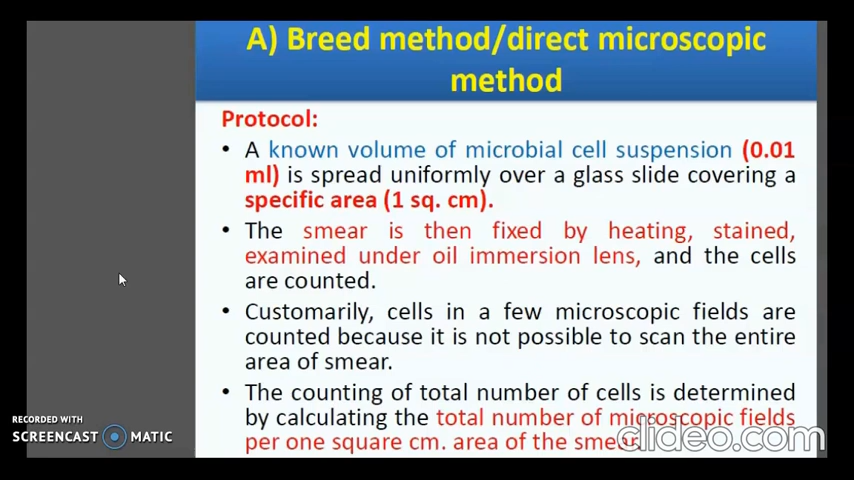 A) Breed method/direct microscopic
method
Protocol:
• A known volume of microbial cell suspension (0.01
ml) is spread uniformly over a glass slide covering a
specific area (1 sq. cm).
• The smear is then fixed by heating, stained,
examined under oil immersion lens, and the cells
are counted.
• Customarily, cells in a few microscopic fields are
counted because it is not possible to scan the entire
area of smear.
• The counting of total number of cells is determined
by calculating the total number of microscopic fields
per one square cm. area of the smear.
RECORDED WITH
SCREENCAST MATIC
clideo.com